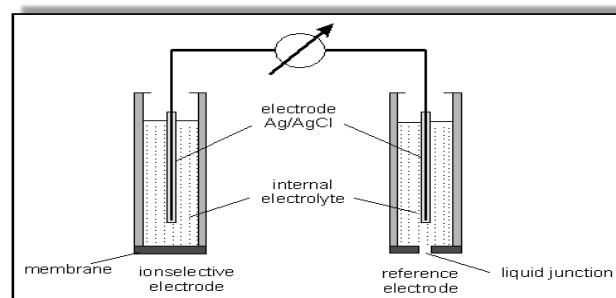 electrode
Ag/AgCl
internal
electrolyte
membrane
ionselective
electrode
reference
electrode
liquid junction